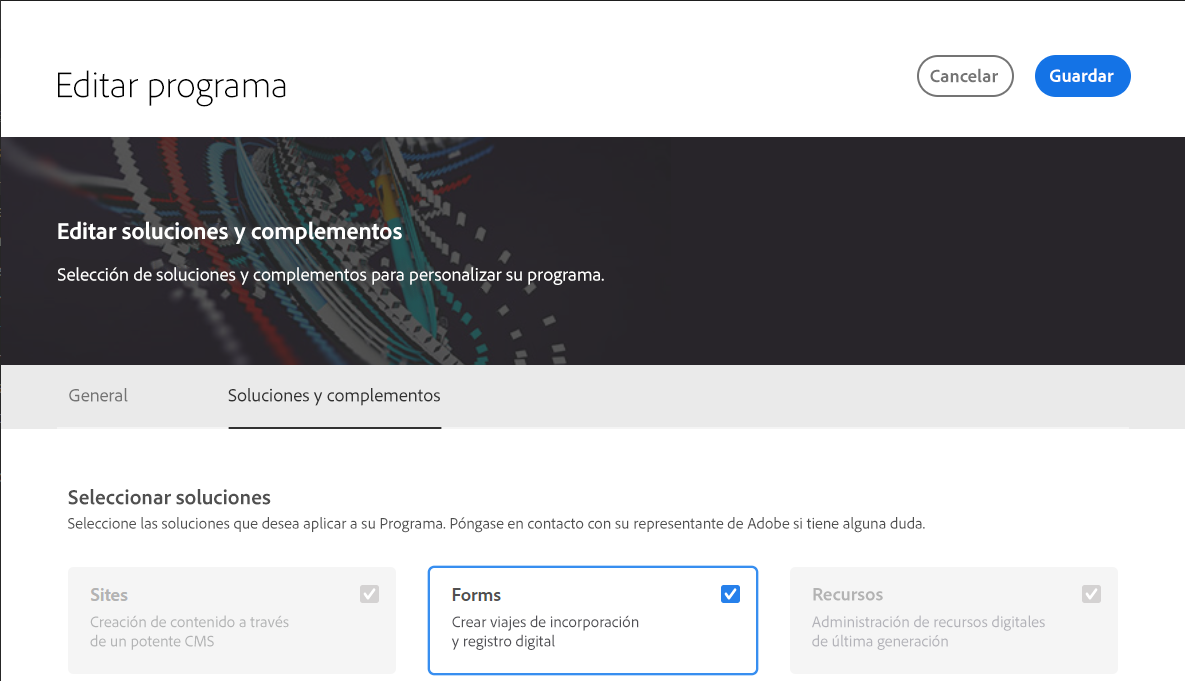 Editar programa
Cancelar
Guardar
Editar soluciones y complementos
Selección de soluciones y complementos para personalizar su programa.
General
Soluciones y complementos
Seleccionar soluciones
Seleccione las soluciones que desea aplicar a su Programa. Póngase en contacto con su representante de Adobe si tiene alguna duda.
Sites
Creación de contenido a través
de un potente CMS
Forms
Crear viajes de incorporación
y registro digital
Recursos
Administración de recursos digitales
de última generación